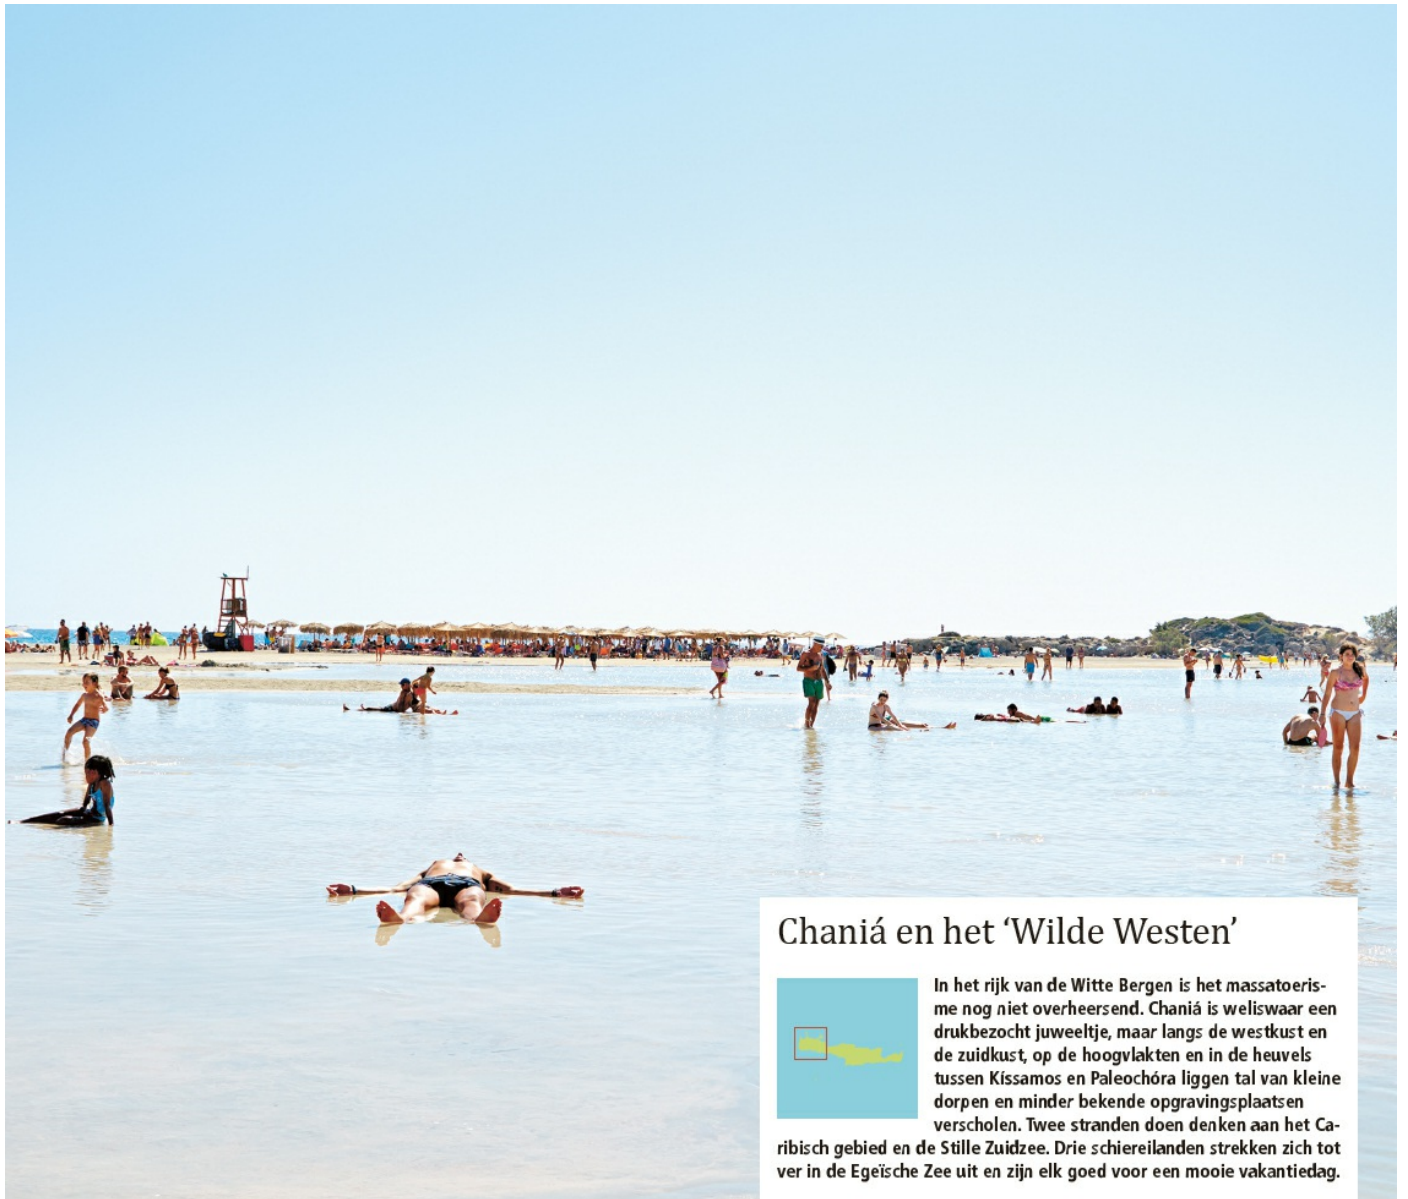 Chaniá en het ‘Wilde Westen’
In het rijk van de Witte Bergen is het massatoeris-
me nog niet overheersend. Chaniá is weliswaar een
drukbezocht juweeltje, maar langs de westkust en
de zuidkust, op de hoogvlakten en in de heuvels
tussen Kíssamos en Paleochóra liggen tal van kleine
dorpen en minder bekende opgravingsplaatsen
verscholen. Twee stranden doen denken aan het Ca-
ribisch gebied en de Stille Zuidzee. Drie schiereilanden strekken zich tot
ver in de Egeïsche Zee uit en zijn elk goed voor een mooie vakantiedag.